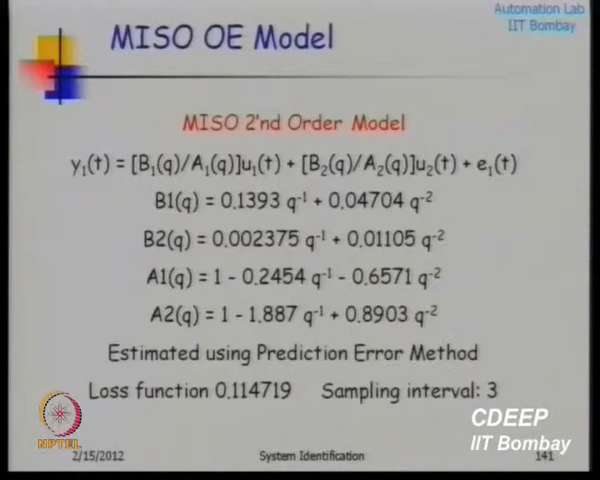 Automation Lab
IIT Bombay
MISO OE Model
MISO 2'nd Order Model
y₁(t) = [B₁(q)/A₁(q)]u₁(t) + [B₂(q)/A₂(q)]u₂(t) + e₁(t)
B1(q) = 0.1393 q⁻¹ + 0.04704 q⁻²
B2(q) = 0.002375 q⁻¹ + 0.01105 q⁻²
A1(q) = 1 - 0.2454 q⁻¹ - 0.6571 q⁻²
A2(q) = 1 - 1.887 q⁻¹ + 0.8903 q⁻²
Estimated using Prediction Error Method
Loss function 0.114719 Sampling interval: 3
NPTEL
CDEEP
IIT Bombay
2/15/2012 System Identification 141